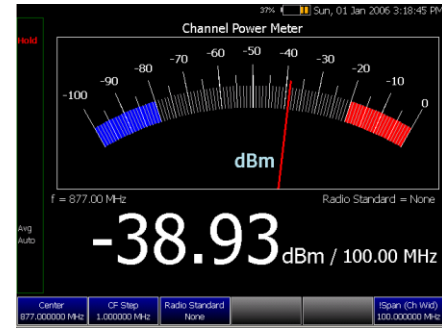 37% Sun, 01 Jan 2006 3:18:45 PM
Hold
Channel Power Meter
-100 -90 -80 -70 -60 -50 -40 -30 -20 -10 0
dBm
f = 877.00 MHz Radio Standard = None
Avg
Auto
-38.93 dBm / 100.00 MHz
Center CF Step Radio Standard !Span (Ch Wid)
877.000000 MHz 1.000000 MHz None 100.000000 MHz